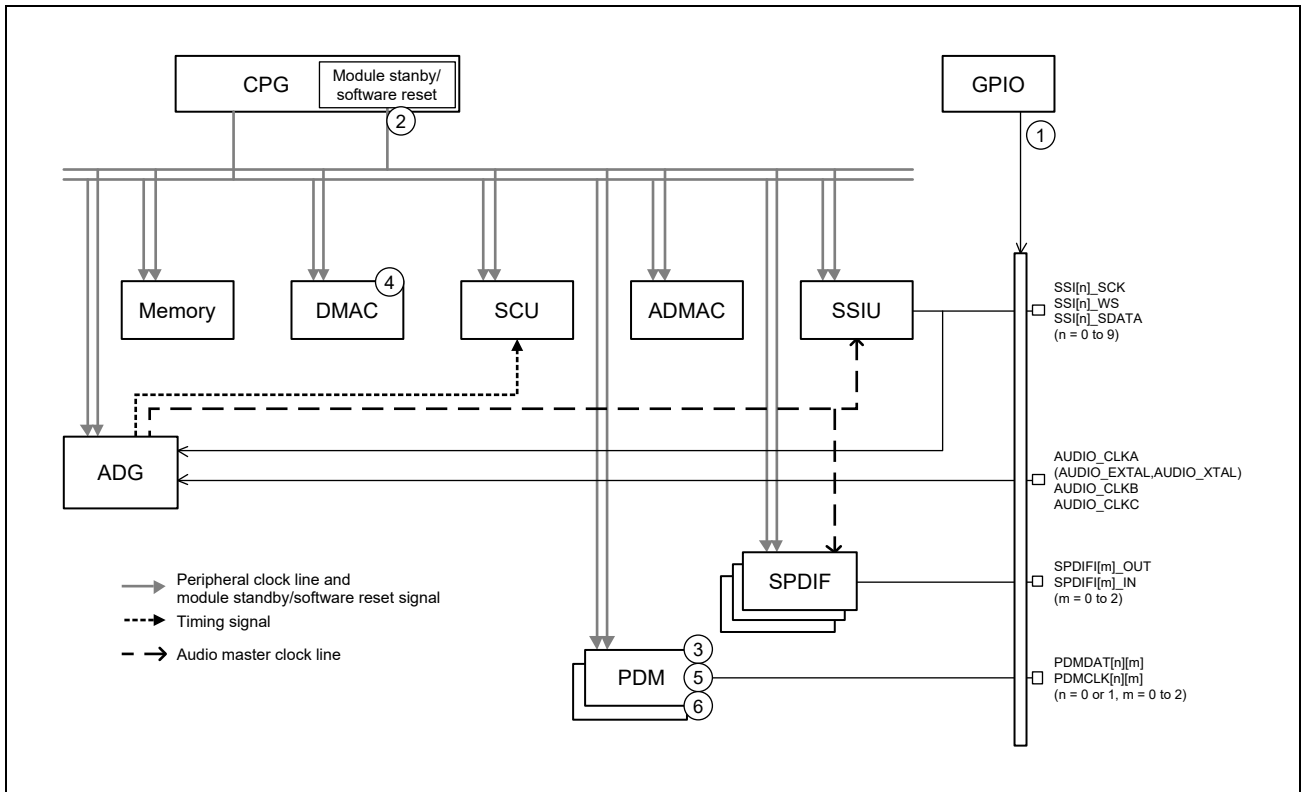 CPG
Module stanby/
software reset
GPIO
2
1
Memory
DMAC
4
SCU
ADMAC
SSIU
SSI[n]_SCK
SSI[n]_WS
SSI[n]_SDATA
(n = 0 to 9)
ADG
AUDIO_CLKA
(AUDIO_EXTAL,AUDIO_XTAL)
AUDIO_CLKB
AUDIO_CLKC
SPDIF
SPDIFI[m]_OUT
SPDIFI[m]_IN
(m = 0 to 2)
Peripheral clock line and
module standby/software reset signal
Timing signal
Audio master clock line
PDM
3
5
6
PDMDAT[n][m]
PDMCLK[n][m]
(n = 0 or 1, m = 0 to 2)